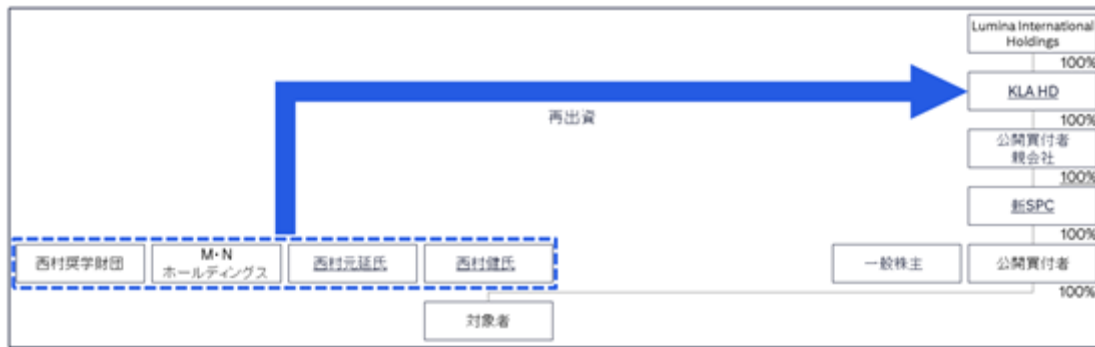 Lumina International
Holdings
100%
KLA HD
100%
再出資
公開買付者
親会社
100%
新SPC
100%
西村奨学財団
M・N
ホールディングス
西村元延氏
西村健氏
一般株主
公開買付者
100%
対象者